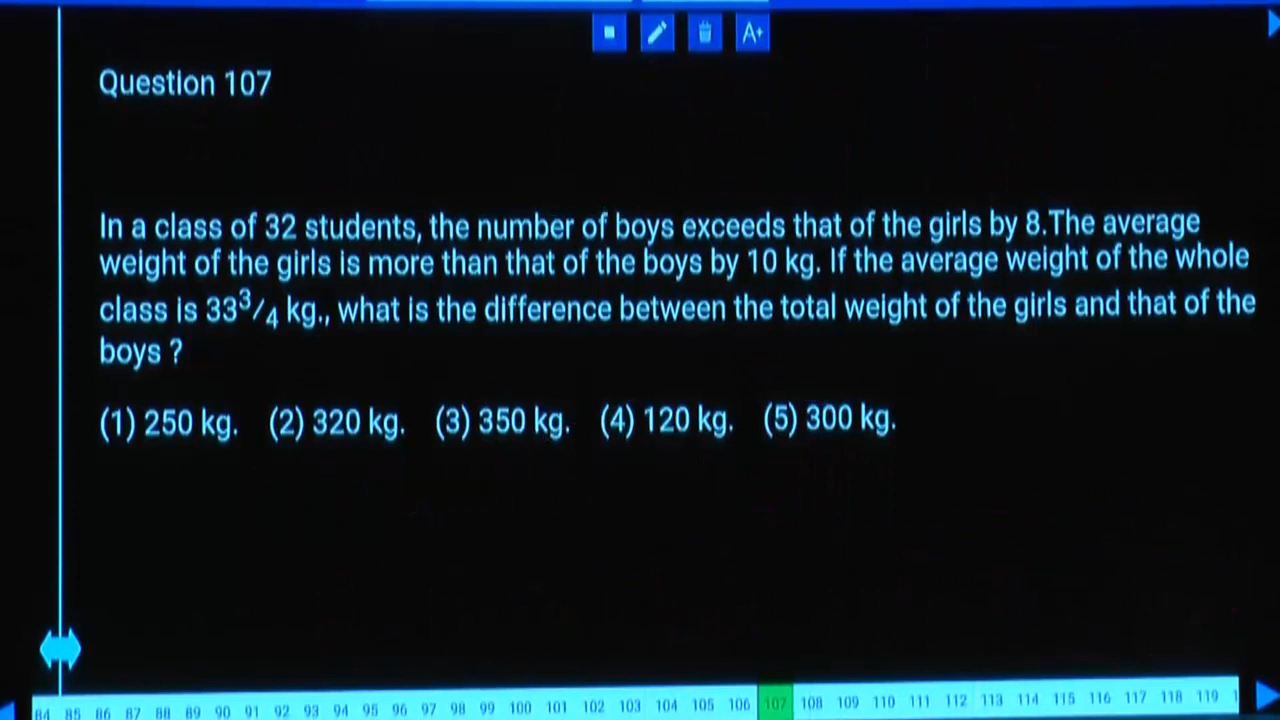 A+
Question 107
In a class of 32 students, the number of boys exceeds that of the girls by 8.The average
weight of the girls is more than that of the boys by 10 kg. If the average weight of the whole
class is 33³/₄ kg., what is the difference between the total weight of the girls and that of the
boys ?
(1) 250 kg. (2) 320 kg. (3) 350 kg. (4) 120 kg. (5) 300 kg.
84 85 86 87 88 89 90 91 92 93 94 95 96 97 98 99 100 101 102 103 104 105 106 107 108 109 110 111 112 113 114 115 116 117 118 119 1